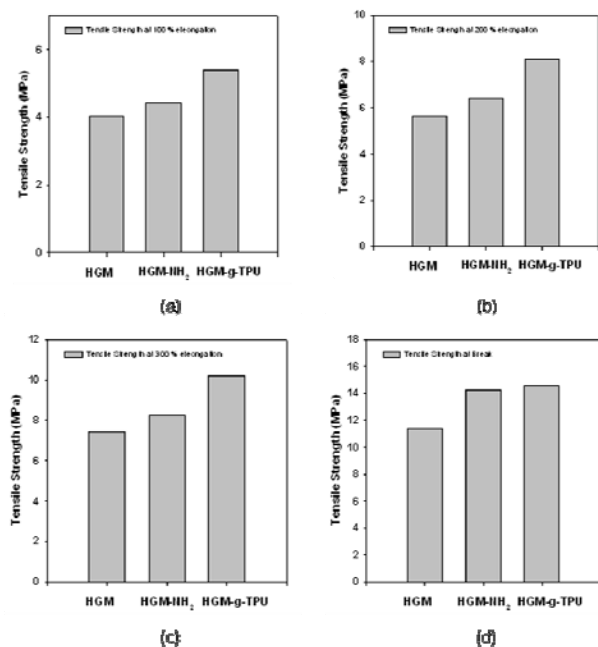 Tensile Strength at 100 % elecngation
Tensile Strength (MPa)
6
4
2
0
HGM
HGM-NH₂
HGM-g-TPU
(a)
Tensile Strength at 200 % elecngation
Tensile Strength (MPa)
10
8
6
4
2
0
HGM
HGM-NH₂
HGM-g-TPU
(b)
Tensile Strength at 300 % elongation
Tensile Strength (MPa)
12
10
8
6
4
2
0
HGM
HGM-NH₂
HGM-g-TPU
(c)
Tensile Strength at Break
Tensile Strength (MPa)
18
16
14
12
10
8
6
4
2
0
HGM
HGM-NH₂
HGM-g-TPU
(d)